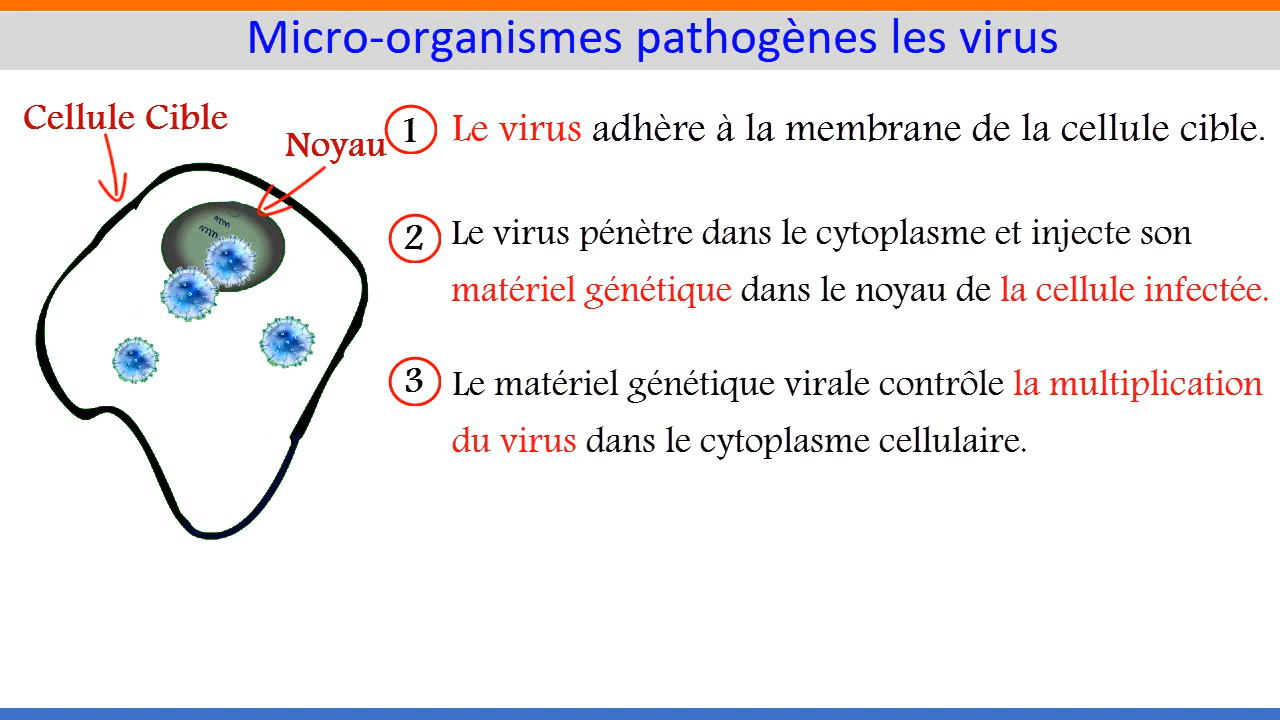 Micro-organismes pathogènes les virus
Cellule Cible
Noyau
1 Le virus adhère à la membrane de la cellule cible.
2 Le virus pénètre dans le cytoplasme et injecte son
matériel génétique dans le noyau de la cellule infectée.
3 Le matériel génétique virale contrôle la multiplication
du virus dans le cytoplasme cellulaire.